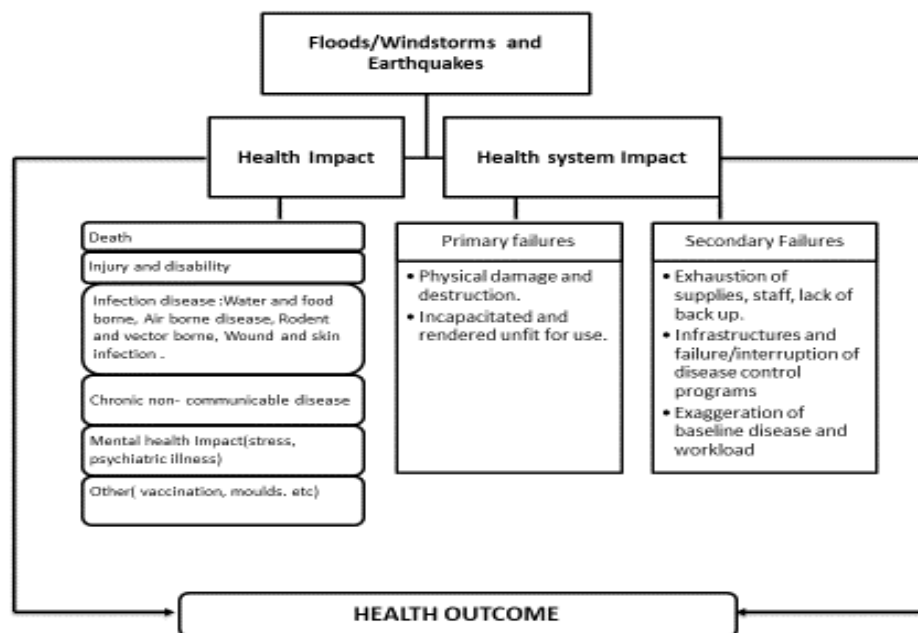 Floods/Windstorms and
Earthquakes
Health Impact
Health system Impact
Death
Injury and disability
Infection disease :Water and food
borne, Air borne disease, Rodent
and vector borne, Wound and skin
infection .
Chronic non- communicable disease
Mental health Impact(stress,
psychiatric illness)
Other( vaccination, moulds. etc)
Primary failures
• Physical damage and
destruction.
• Incapacitated and
rendered unfit for use.
Secondary Failures
• Exhaustion of
supplies, staff, lack of
back up.
• Infrastructures and
failure/interruption of
disease control
programs
• Exaggeration of
baseline disease and
workload
HEALTH OUTCOME